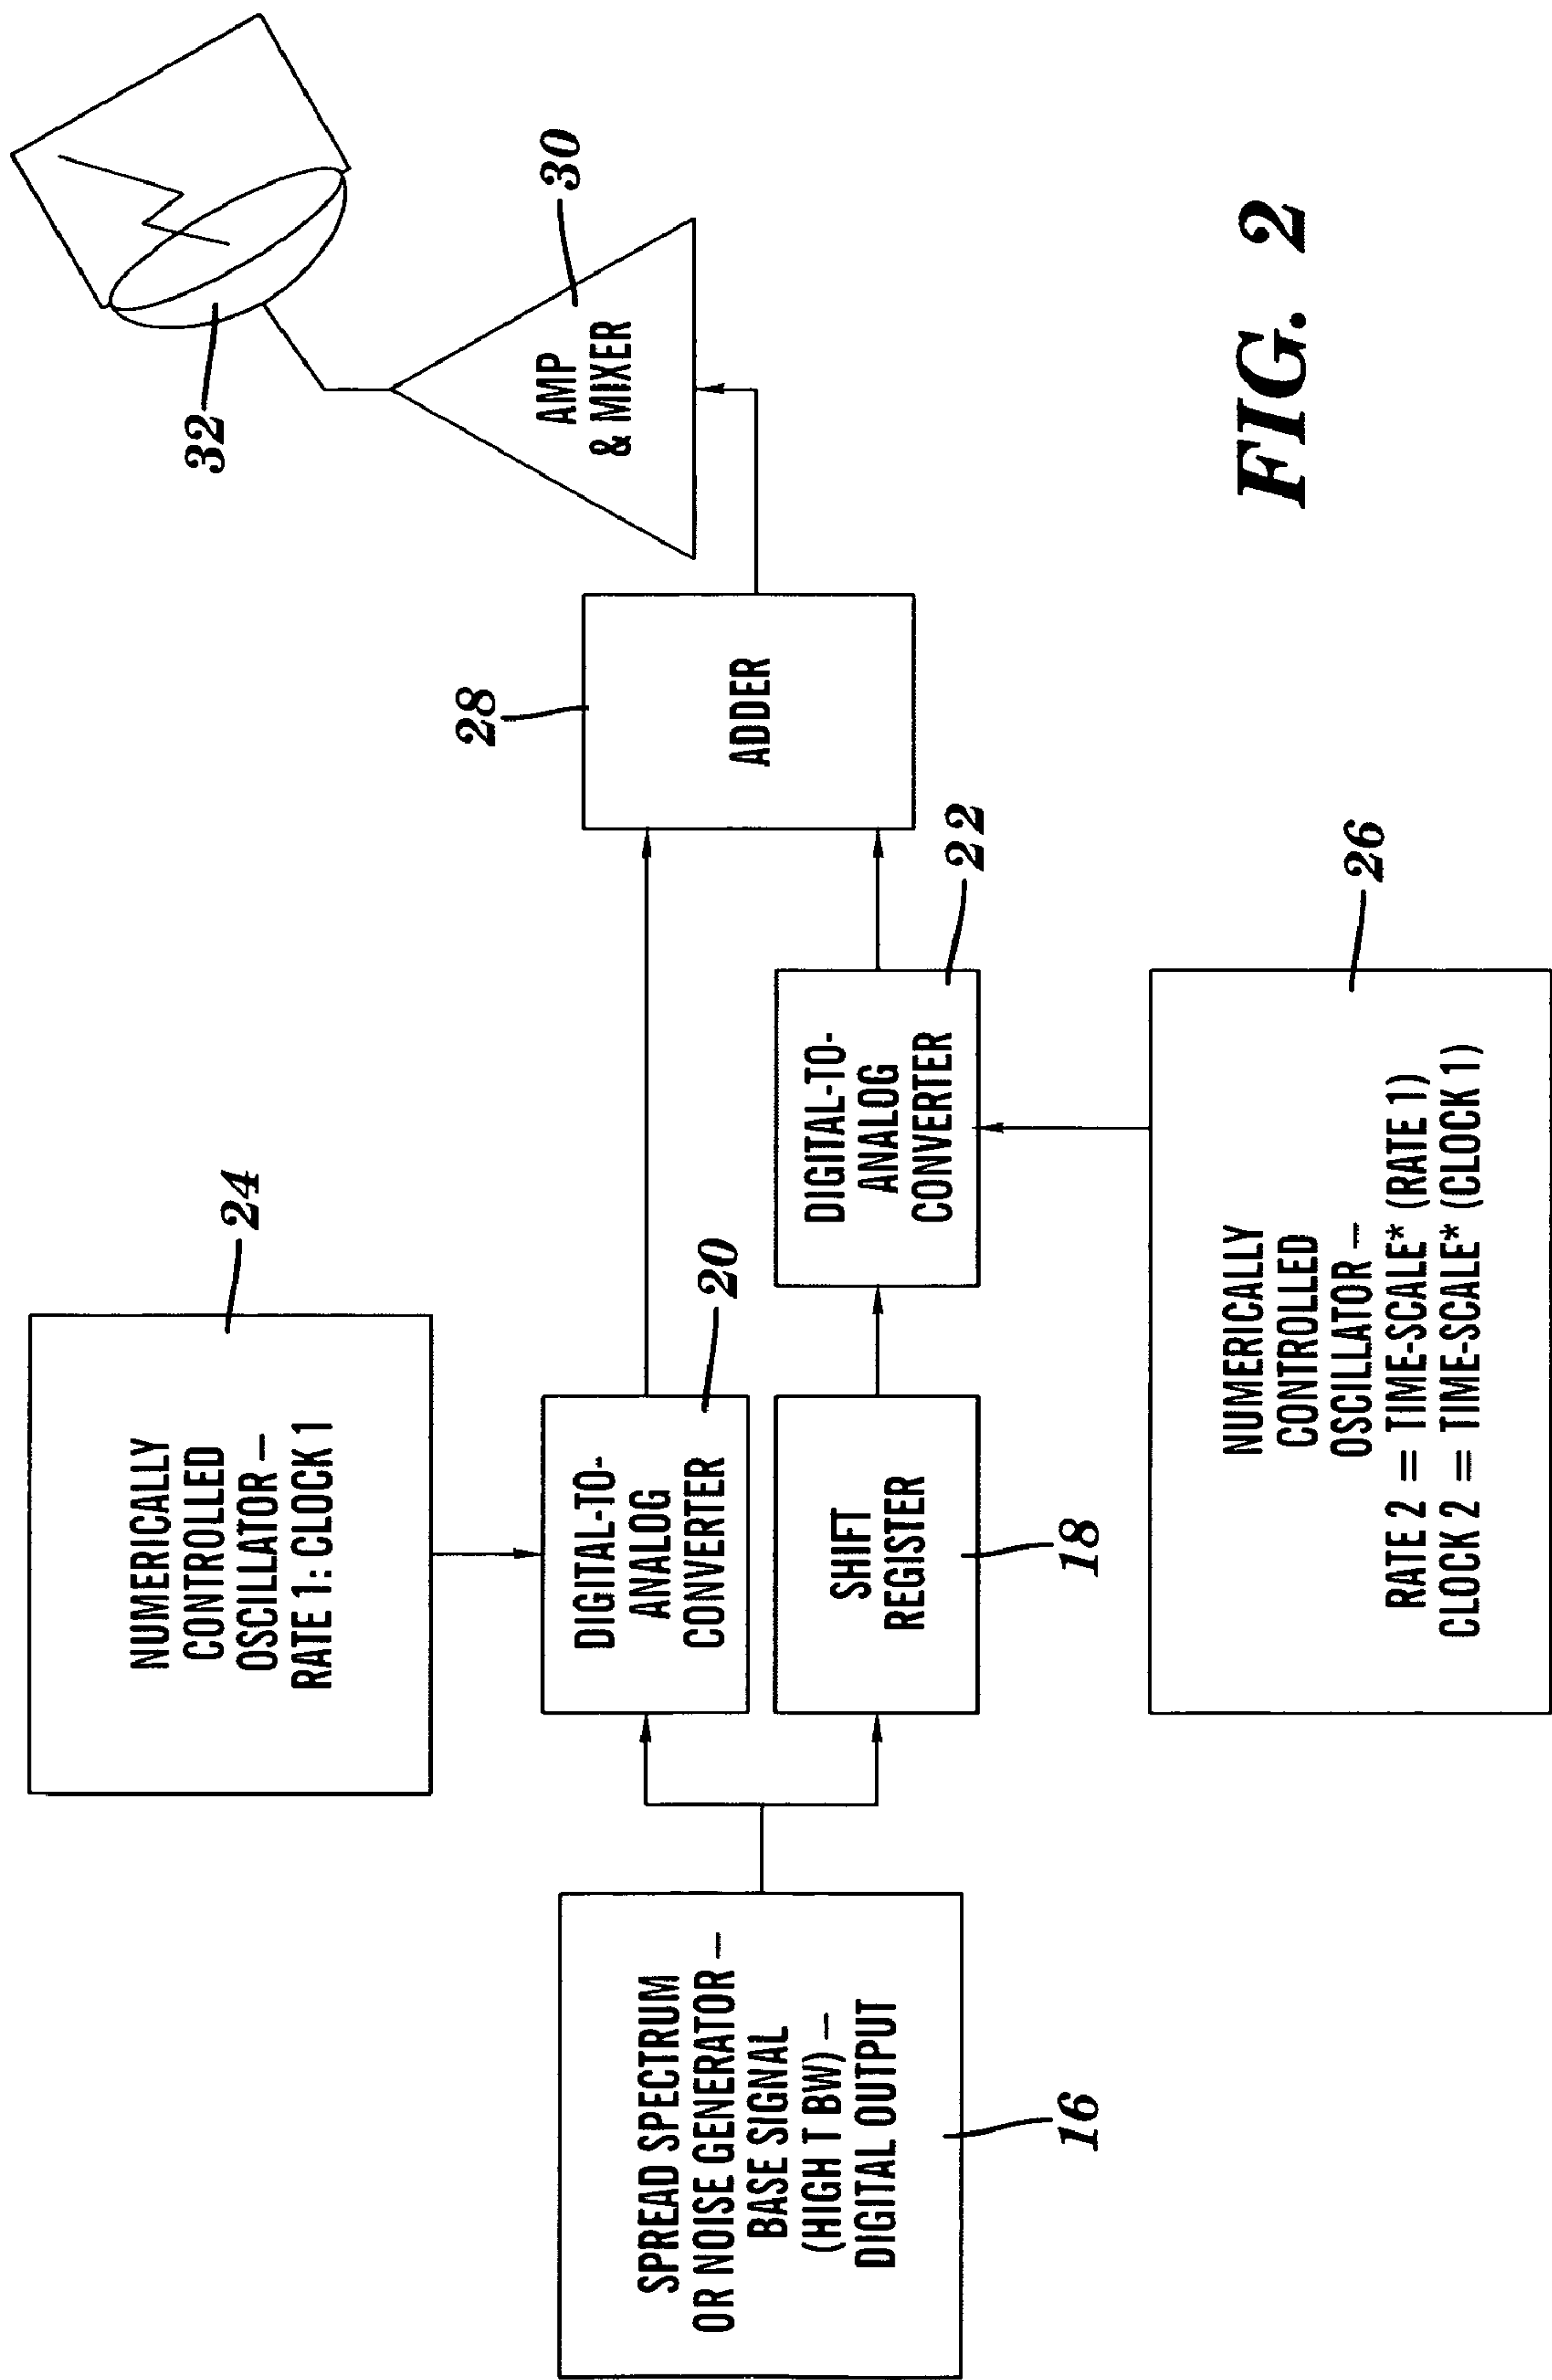 24
NUMERICALLY
CONTROLLED
OSCILLATOR —
RATE 1: CLOCK 1
SPREAD SPECTRUM
OR NOISE GENERATOR —
BASE SIGNAL
(HIGH T BW) —
DIGITAL OUTPUT
16
DIGITAL-TO-
ANALOG
CONVERTER
20
SHIFT
REGISTER
18
DIGITAL-TO-
ANALOG
CONVERTER
22
NUMERICALLY
CONTROLLED
OSCILLATOR —
RATE 2 = TIME-SCALE* (RATE 1)
CLOCK 2 = TIME-SCALE* (CLOCK 1)
26
28
ADDER
AMP
& MIXER
30
32
FIG. 2